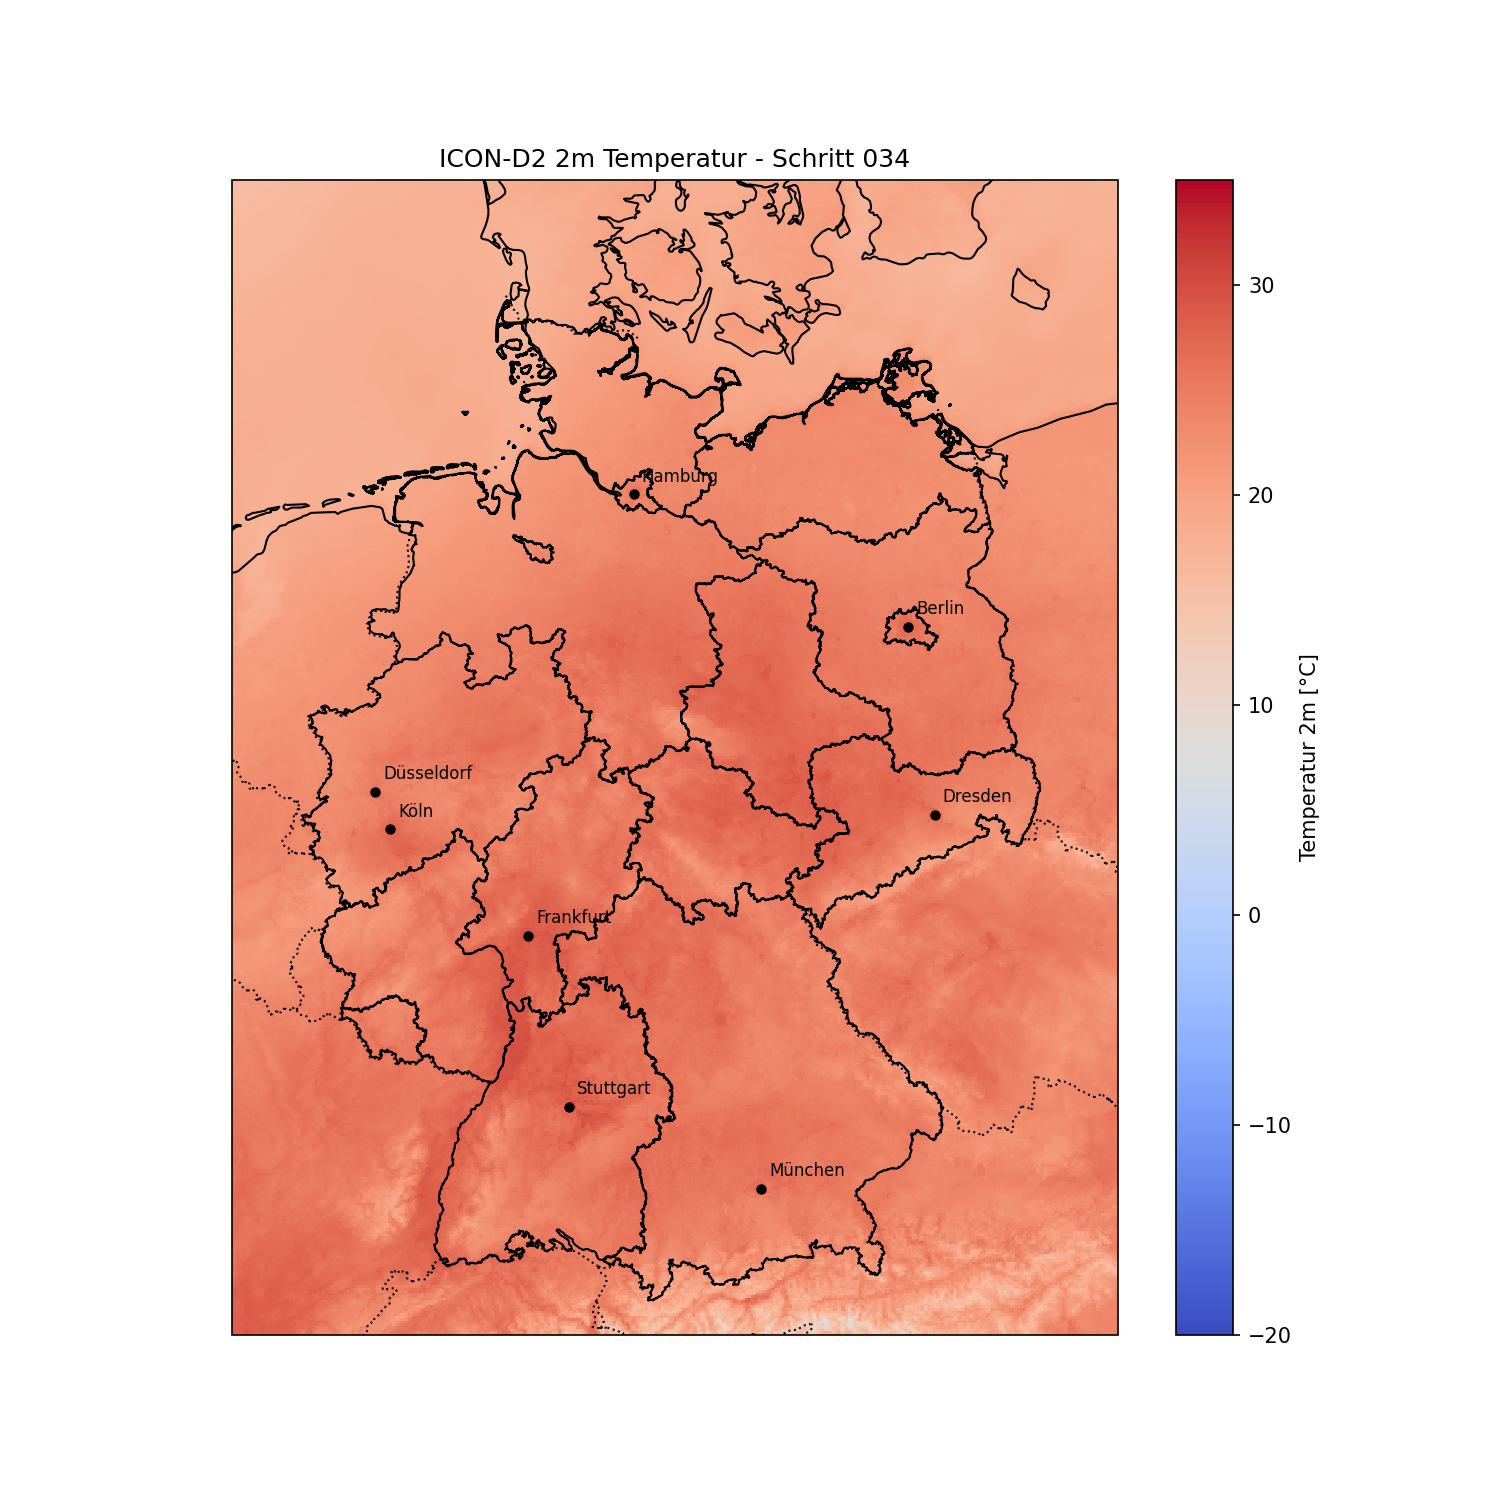 ICON-D2 2m Temperatur - Schritt 034
Hamburg
Berlin
Düsseldorf
Köln
Dresden
Frankfurt
Stuttgart
München
30
20
10
0
−10
−20
Temperatur 2m [°C]